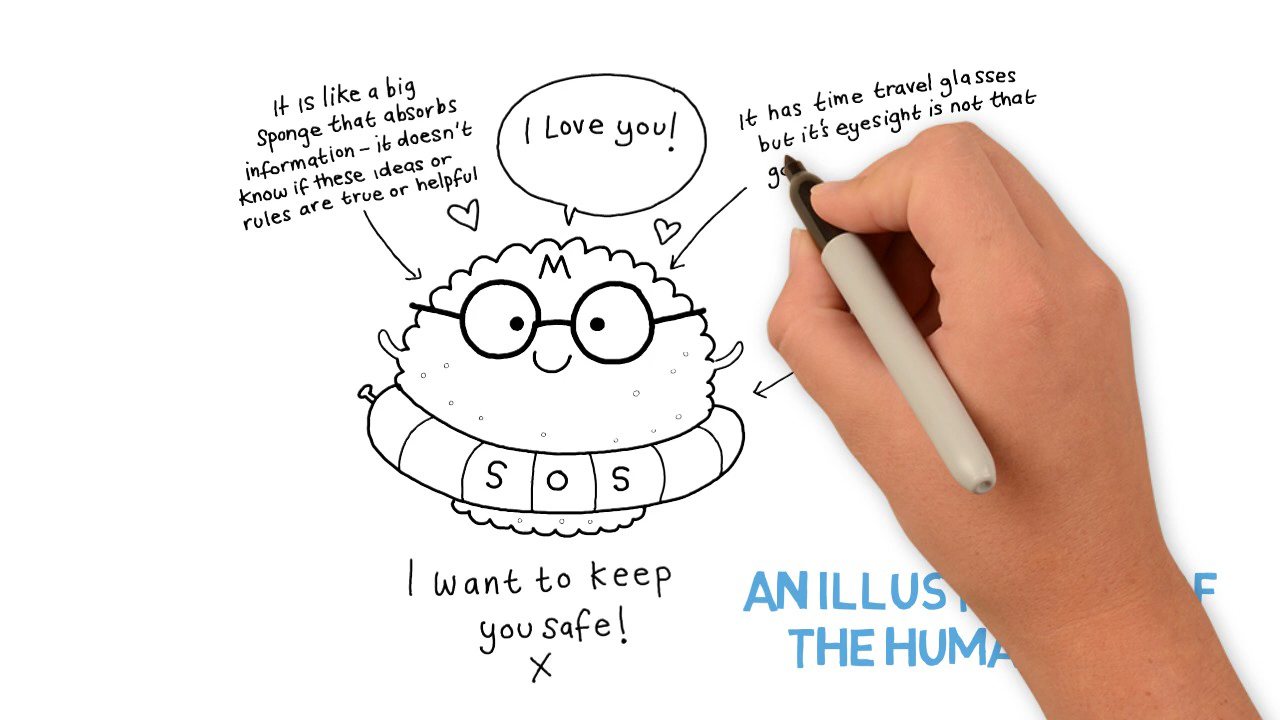 It is like a big
sponge that absorbs
information - it doesn't
know if these ideas or
rules are true or helpful
I Love you!
It has time travel glasses
but it's eyesight is not that
M
S O S
I want to keep
you safe!
X
AN ILLUS
THE HUMA